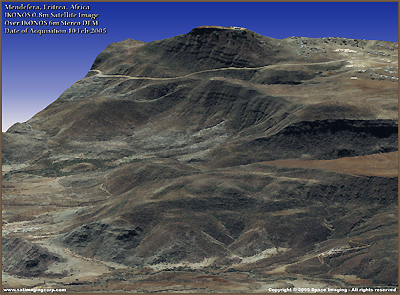 Mendefera, Eritrea, Africa
IKONOS 0.8m Satellite Image
Over IKONOS 6m Stereo DEM
Date of Acquisition 10 Feb 2005
www.satimagingcorp.com
Copyright © 2005 Space Imaging - All rights reserved